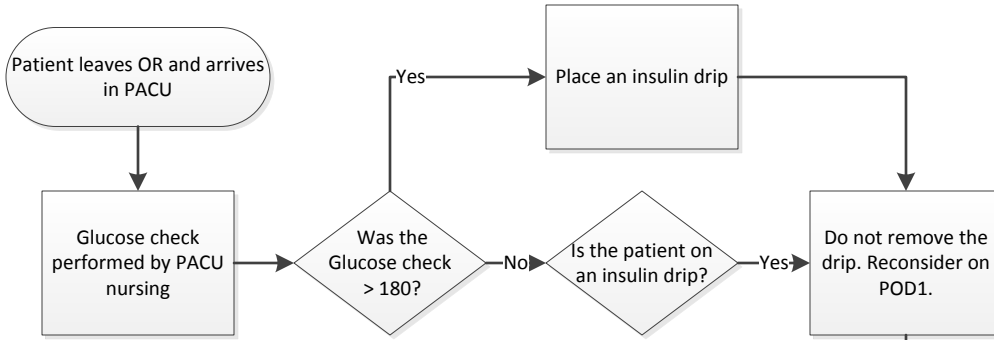 Patient leaves OR and arrives
in PACU
Yes
Place an insulin drip
Glucose check
performed by PACU
nursing
Was the
Glucose check
> 180?
No
Is the patient on
an insulin drip?
Yes
Do not remove the
drip. Reconsider on
POD1.